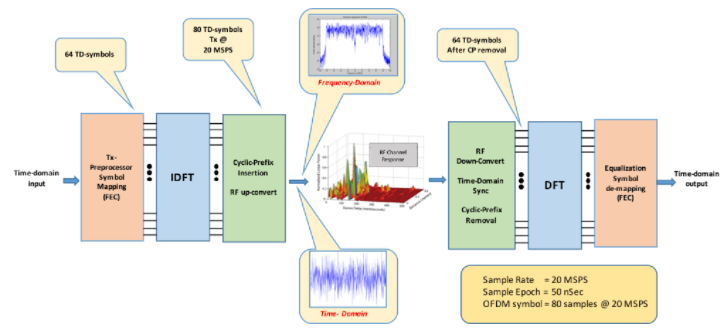 80 TD-symbols
Tx @
20 MSPS
64 TD-symbols
Frequency-Domain
64 TD-symbols
After CP removal
Time-domain
input
Tx-
Preprocessor
Symbol
Mapping
(FEC)
IDFT
Cyclic-Prefix
Insertion
RF up-convert
RF Channel
Response
RF
Down-Convert
Time-Domain
Sync
Cyclic-Prefix
Removal
DFT
Equalization
Symbol
de-mapping
(FEC)
Time-domain
output
Time- Domain
Sample Rate = 20 MSPS
Sample Epoch = 50 nSec
OFDM symbol = 80 samples @ 20 MSPS